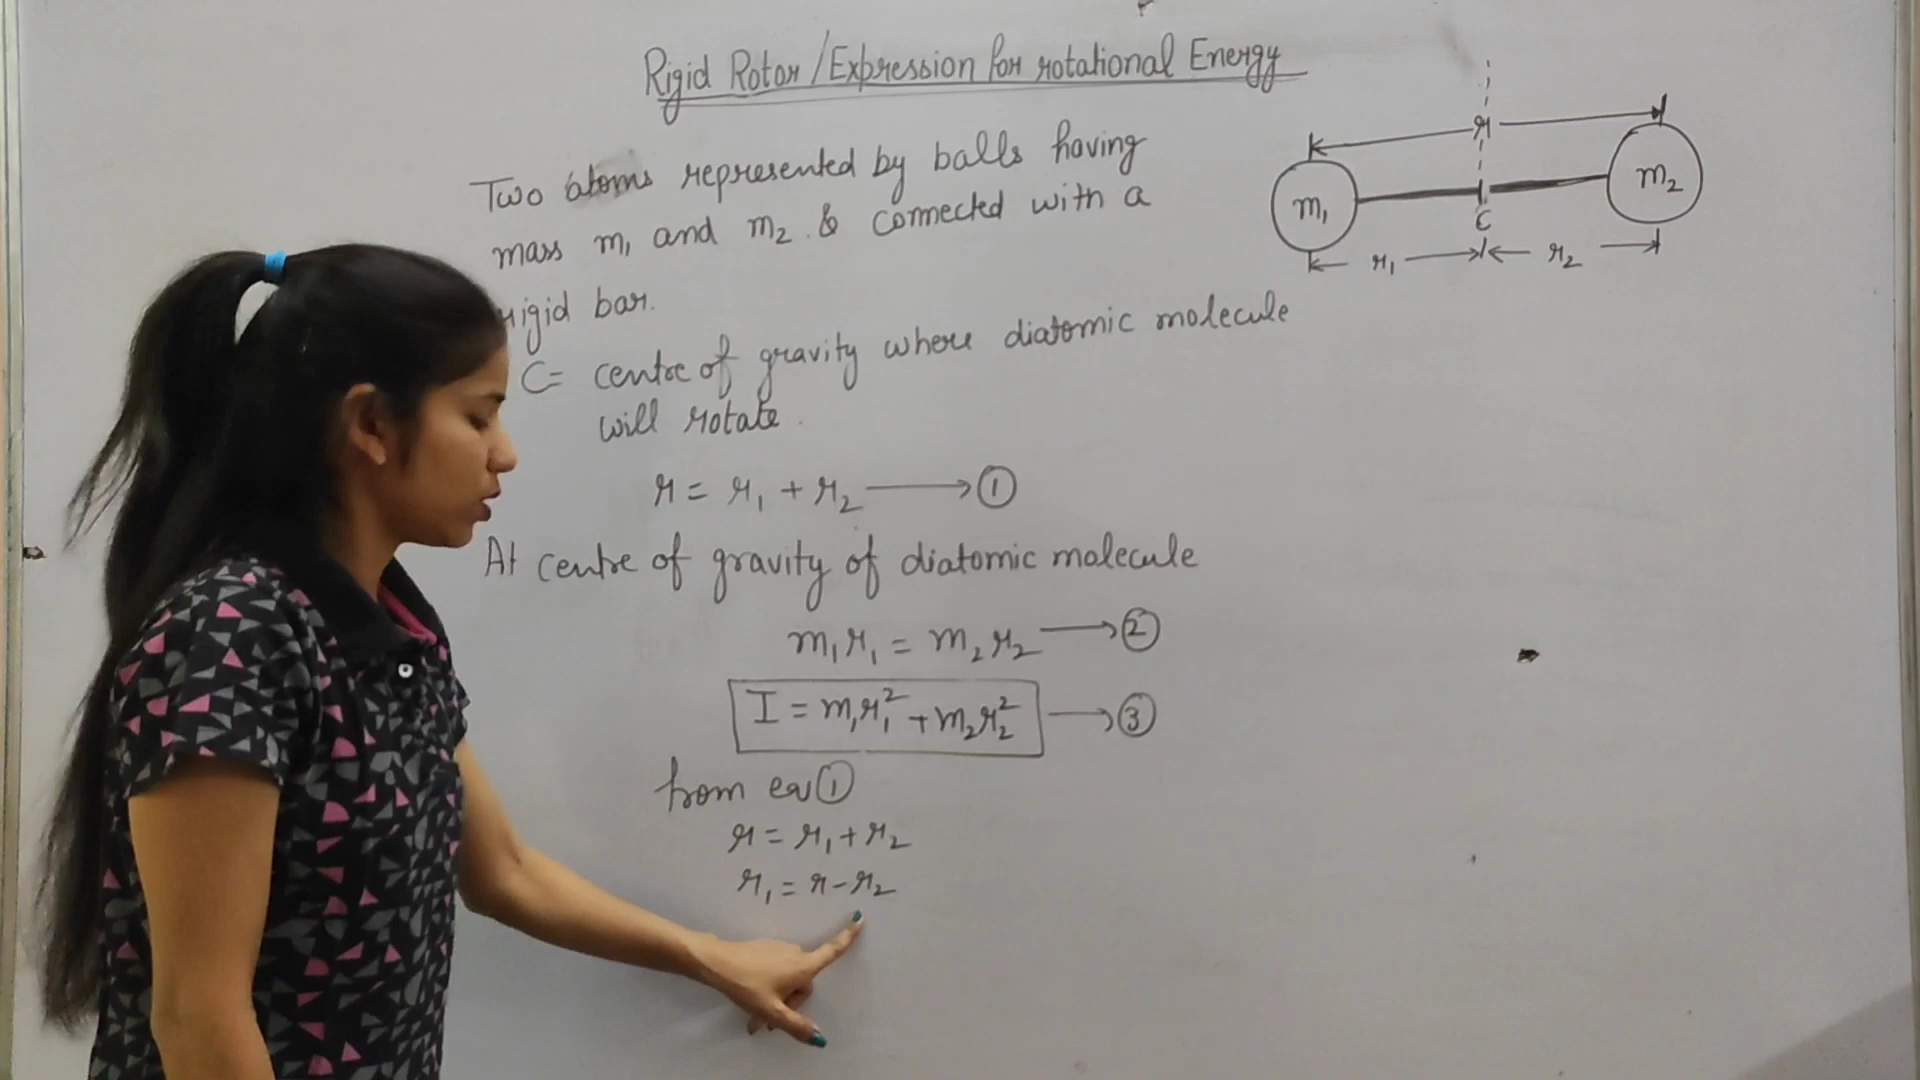 Rigid Rotor/Expression for rotational Energy
Two atoms represented by balls having
mass m₁ and m₂ & connected with a
rigid bar.
C = centre of gravity where diatomic molecule
will rotate.
r = r₁ + r₂ ⟶ ①
At centre of gravity of diatomic molecule
m₁r₁ = m₂r₂ ⟶ ②
I = m₁r₁² + m₂r₂² ⟶ ③
from eq ①
r = r₁ + r₂
r₁ = r - r₂
r
m₁
m₂
C
r₁
r₂